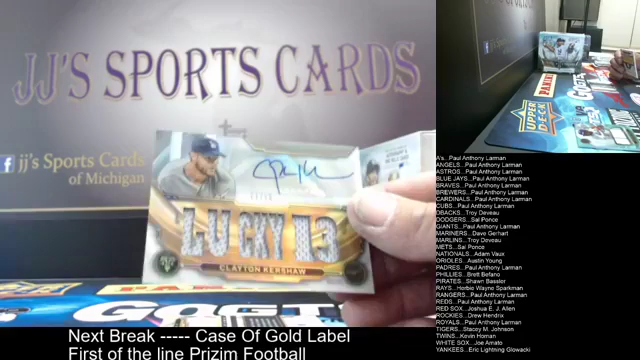 JJ'S SPORTS CARDS
jj's Sports Cards
of Michigan
LUCKY 13
CLAYTON KERSHAW
UPPER DECK
PANINI
GOGTS
Next Break ----- Case Of Gold Label
First of the line Prizim Football
A's.. Paul Anthony Larman
ANGELS...Paul Anthony Larman
ASTROS...Paul Anthony Larman
BLUE JAYS...Paul Anthony Larman
BRAVES...Paul Anthony Larman
BREWERS...Paul Anthony Larman
CARDINALS...Paul Anthony Larman
CUBS...Paul Anthony Larman
DBACKS...Troy Deveau
DODGERS...Sal Ponce
GIANTS...Paul Anthony Larman
MARINERS...Dave Gerhart
MARLINS...Troy Deveau
METS...Sal Ponce
NATIONALS...Adam Vaux
ORIOLES...Austin Young
PADRES...Paul Anthony Larman
PHILLIES...Brett Befano
PIRATES...Shawn Bassler
RAYS...Herbie Wayne Sparkman
RANGERS...Paul Anthony Larman
REDS...Paul Anthony Larman
RED SOX...Joshua E. J. Allen
ROCKIES...Drew Hendrix
ROYALS...Paul Anthony Larman
TIGERS...Stacey M. Johnson
TWINS...Kevin Homan
WHITE SOX...Joe Amato
YANKEES...Eric Lightning Glowacki